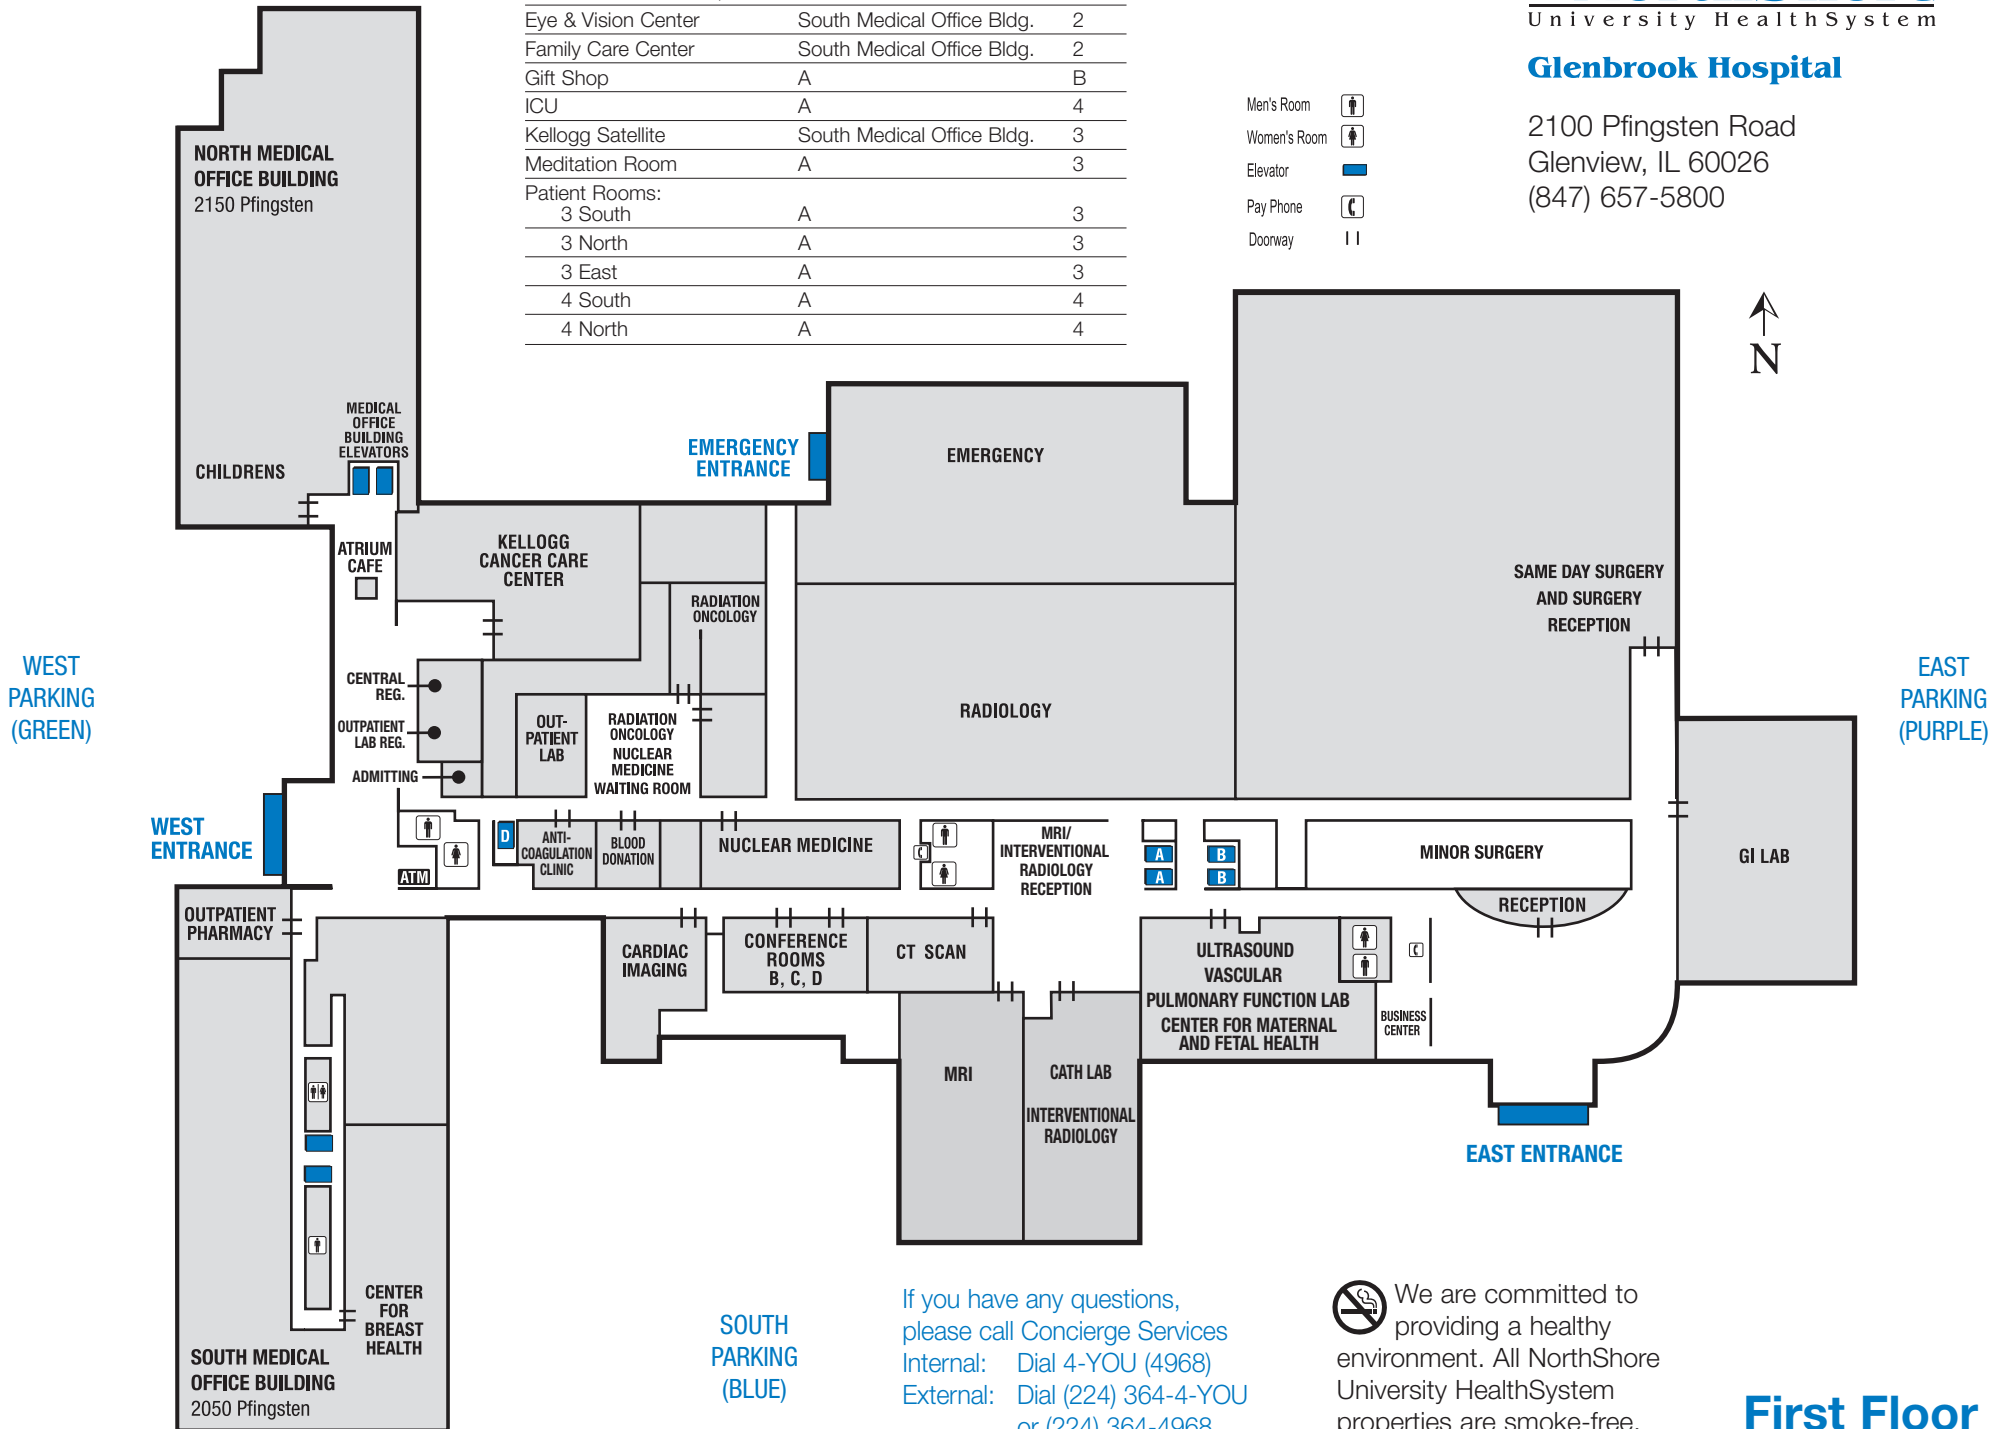 University HealthSystem
Glenbrook Hospital
2100 Pfingsten Road
Glenview, IL 60026
(847) 657-5800
Eye & Vision Center South Medical Office Bldg. 2
Family Care Center South Medical Office Bldg. 2
Gift Shop A B
ICU A 4
Kellogg Satellite South Medical Office Bldg. 3
Meditation Room A 3
Patient Rooms:
3 South A 3
3 North A 3
3 East A 3
4 South A 4
4 North A 4
Men's Room
Women's Room
Elevator
Pay Phone
Doorway
N
NORTH MEDICAL
OFFICE BUILDING
2150 Pfingsten
MEDICAL
OFFICE
BUILDING
ELEVATORS
CHILDRENS
EMERGENCY
ENTRANCE
EMERGENCY
ATRIUM
CAFE
KELLOGG
CANCER CARE
CENTER
RADIATION
ONCOLOGY
SAME DAY SURGERY
AND SURGERY
RECEPTION
WEST
PARKING
(GREEN)
CENTRAL
REG.
OUTPATIENT
LAB REG.
ADMITTING
OUT-
PATIENT
LAB
RADIATION
ONCOLOGY
NUCLEAR
MEDICINE
WAITING ROOM
RADIOLOGY
EAST
PARKING
(PURPLE)
WEST
ENTRANCE
ATM
D
ANTI-
COAGULATION
CLINIC
BLOOD
DONATION
NUCLEAR MEDICINE
MRI/
INTERVENTIONAL
RADIOLOGY
RECEPTION
A
A
B
B
MINOR SURGERY
RECEPTION
GI LAB
OUTPATIENT
PHARMACY
CARDIAC
IMAGING
CONFERENCE
ROOMS
B, C, D
CT SCAN
ULTRASOUND
VASCULAR
PULMONARY FUNCTION LAB
CENTER FOR MATERNAL
AND FETAL HEALTH
BUSINESS
CENTER
MRI
CATH LAB
INTERVENTIONAL
RADIOLOGY
EAST ENTRANCE
CENTER
FOR
BREAST
HEALTH
SOUTH MEDICAL
OFFICE BUILDING
2050 Pfingsten
SOUTH
PARKING
(BLUE)
If you have any questions,
please call Concierge Services
Internal: Dial 4-YOU (4968)
External: Dial (224) 364-4-YOU
or (224) 364-4968
We are committed to
providing a healthy
environment. All NorthShore
University HealthSystem
properties are smoke-free.
First Floor